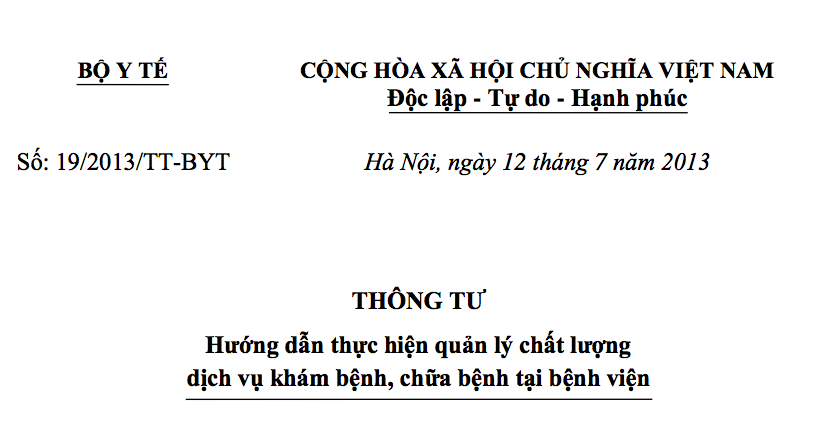 BỘ Y TẾ
CỘNG HÒA XÃ HỘI CHỦ NGHĨA VIỆT NAM
Độc lập - Tự do - Hạnh phúc
Số: 19/2013/TT-BYT
Hà Nội, ngày 12 tháng 7 năm 2013
THÔNG TƯ
Hướng dẫn thực hiện quản lý chất lượng
dịch vụ khám bệnh, chữa bệnh tại bệnh viện